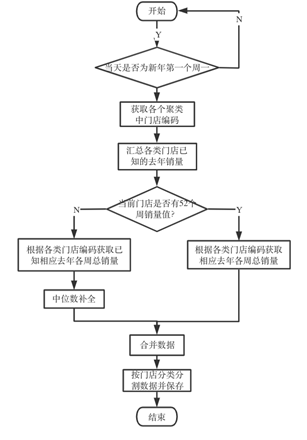 开始
N
Y
当天是否为新年第一个周一
获取各个聚类
中门店编码
汇总各类门店已
知的去年销量
当前门店是否有52个
周销量值?
N
Y
根据各类门店编码获取已
知相应去年各周总销量
根据各类门店编码获取
相应去年各周总销量
中位数补全
合并数据
按门店分类分
割数据并保存
结束